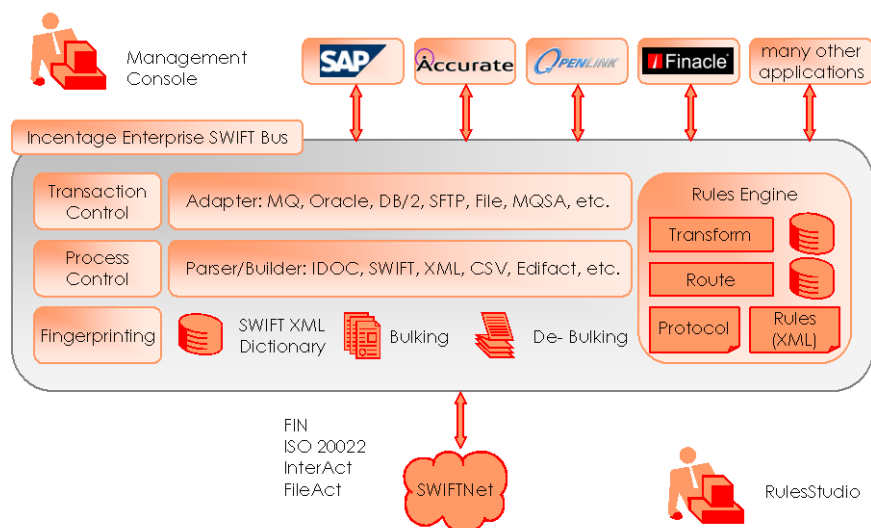 Management
Console
SAP
Accurate
OPENLINK
Finacle
many other
applications
Incentage Enterprise SWIFT Bus
Transaction
Control
Adapter: MQ, Oracle, DB/2, SFTP, File, MQSA, etc.
Rules Engine
Transform
Process
Control
Parser/Builder: IDOC, SWIFT, XML, CSV, Edifact, etc.
Route
Fingerprinting
SWIFT XML
Dictionary
Bulking
De- Bulking
Protocol
Rules
(XML)
FIN
ISO 20022
InterAct
FileAct
SWIFTNet
RulesStudio